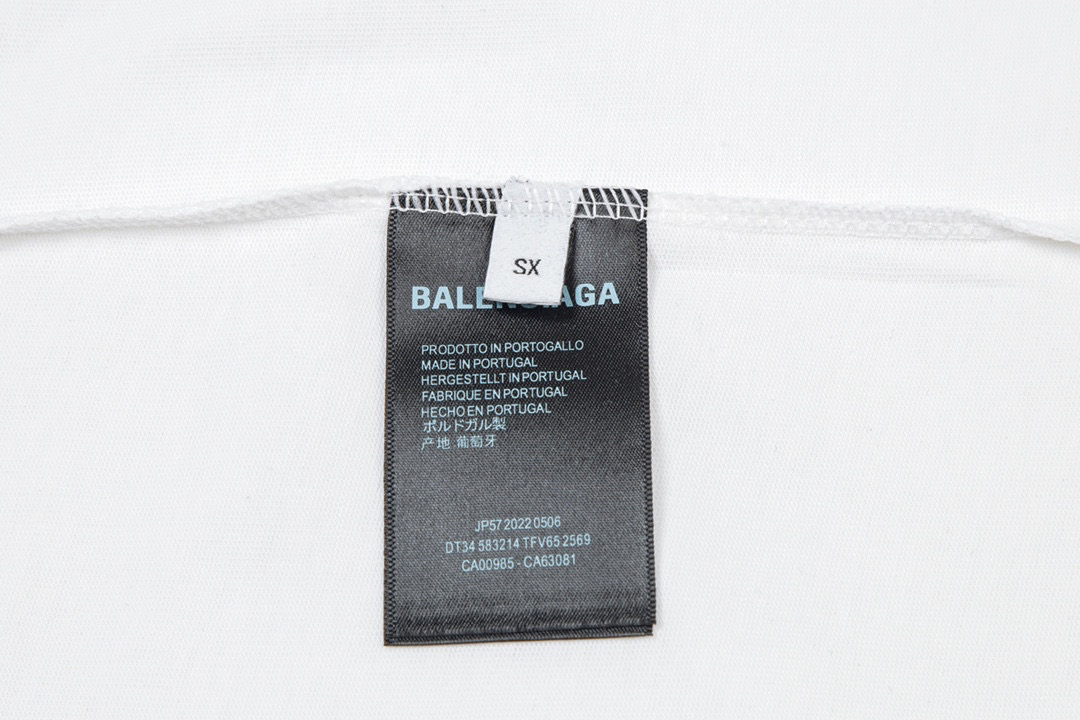 SX
BALENCIAGA
PRODOTTO IN PORTOGALLO
MADE IN PORTUGAL
HERGESTELLT IN PORTUGAL
FABRIQUE EN PORTUGAL
HECHO EN PORTUGAL
ポルドガル製
产地 葡萄牙
JP57 2022 0506
DT34 583214 TFV65 2569
CA00985 - CA63081